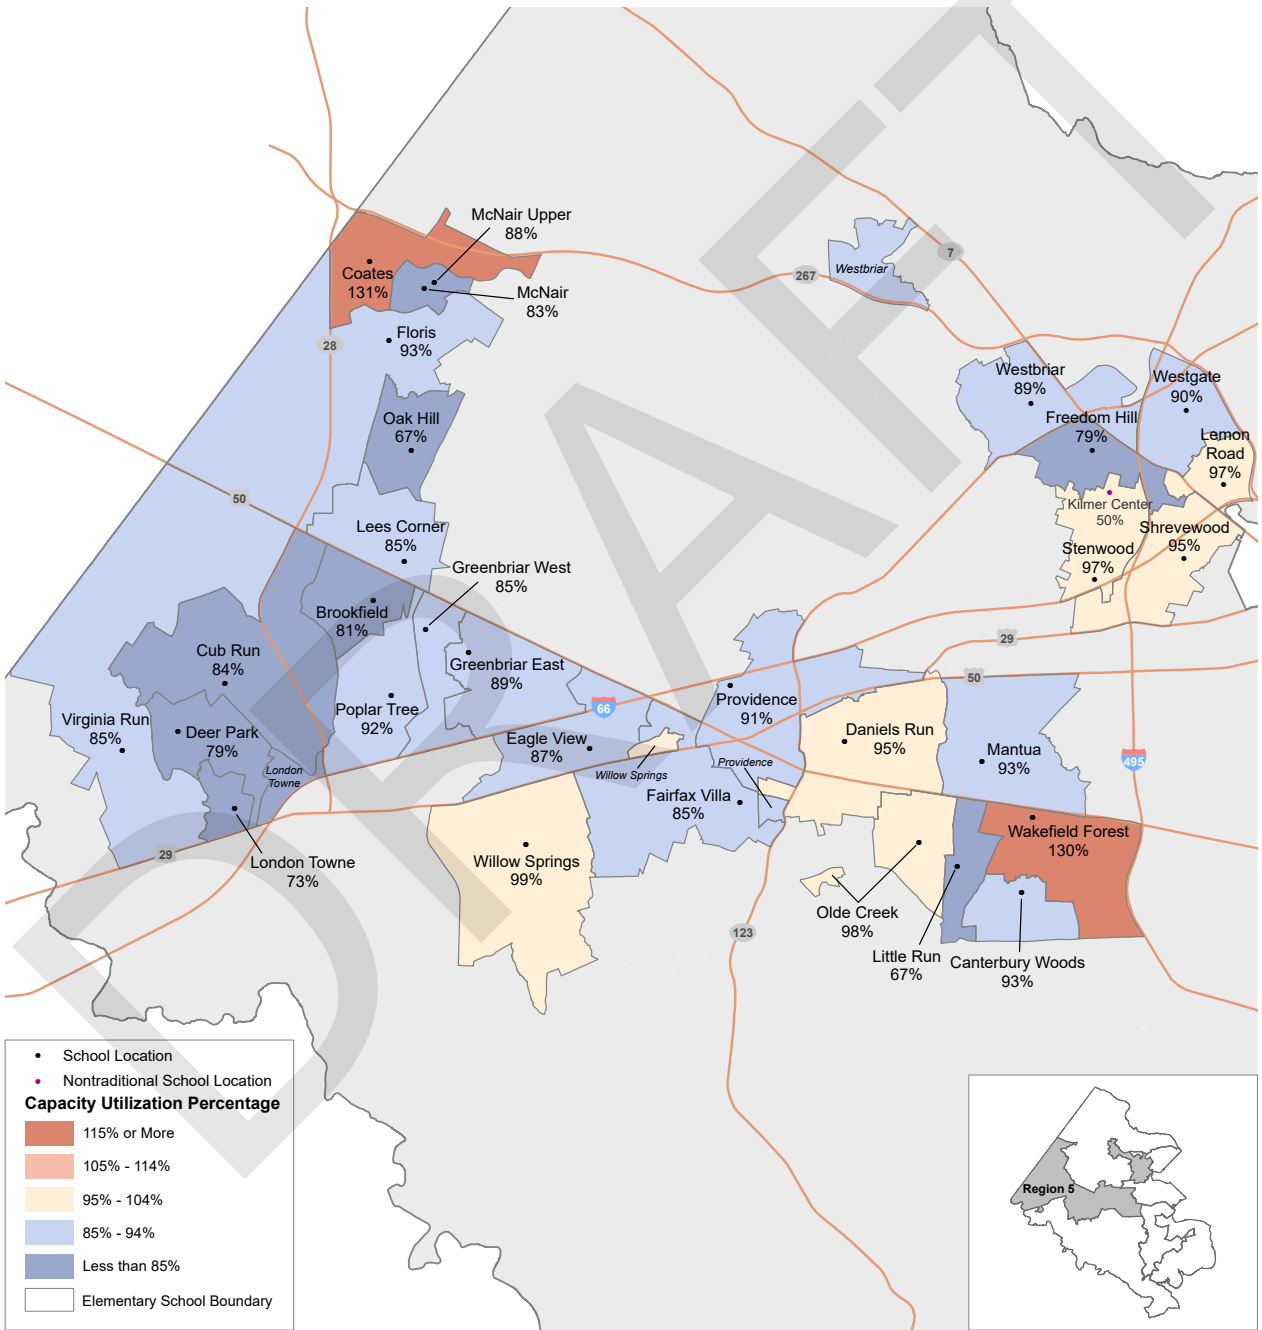 McNair Upper
88%
Coates
131%
McNair
83%
Floris
93%
28
267
7
Westbriar
Oak Hill
67%
Westbriar
89%
Westgate
90%
Freedom Hill
79%
Lemon
Road
97%
Kilmer Center
50%
Shrevewood
95%
Stenwood
97%
50
Lees Corner
85%
Greenbriar West
85%
Brookfield
81%
Cub Run
84%
Greenbriar East
89%
29
50
66
Poplar Tree
92%
Virginia Run
85%
Deer Park
79%
London
Towne
Eagle View
87%
Willow Springs
Providence
91%
Providence
Daniels Run
95%
Mantua
93%
495
Fairfax Villa
85%
Wakefield Forest
130%
29
London Towne
73%
Willow Springs
99%
Olde Creek
98%
123
Little Run
67%
Canterbury Woods
93%
DRAFT
School Location
Nontraditional School Location
Capacity Utilization Percentage
115% or More
105% - 114%
95% - 104%
85% - 94%
Less than 85%
Elementary School Boundary
Region 5